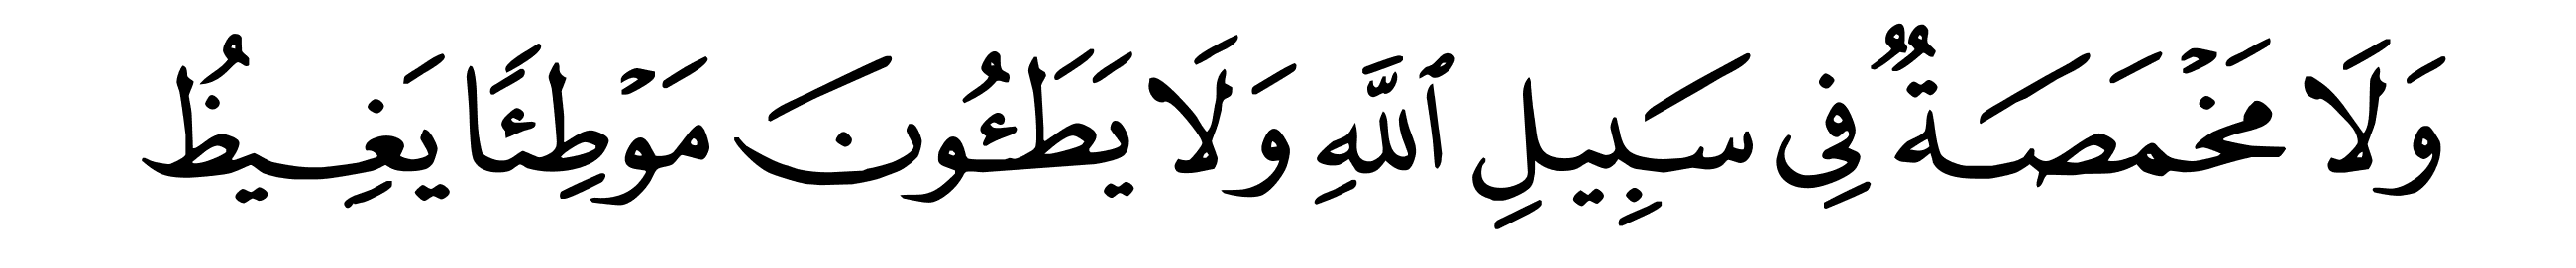 وَلَا مَخْمَصَةٌ فِي سَبِيلِ ٱللَّهِ وَلَا يَطَـُٔونَ مَوْطِئًا يَغِيظُ